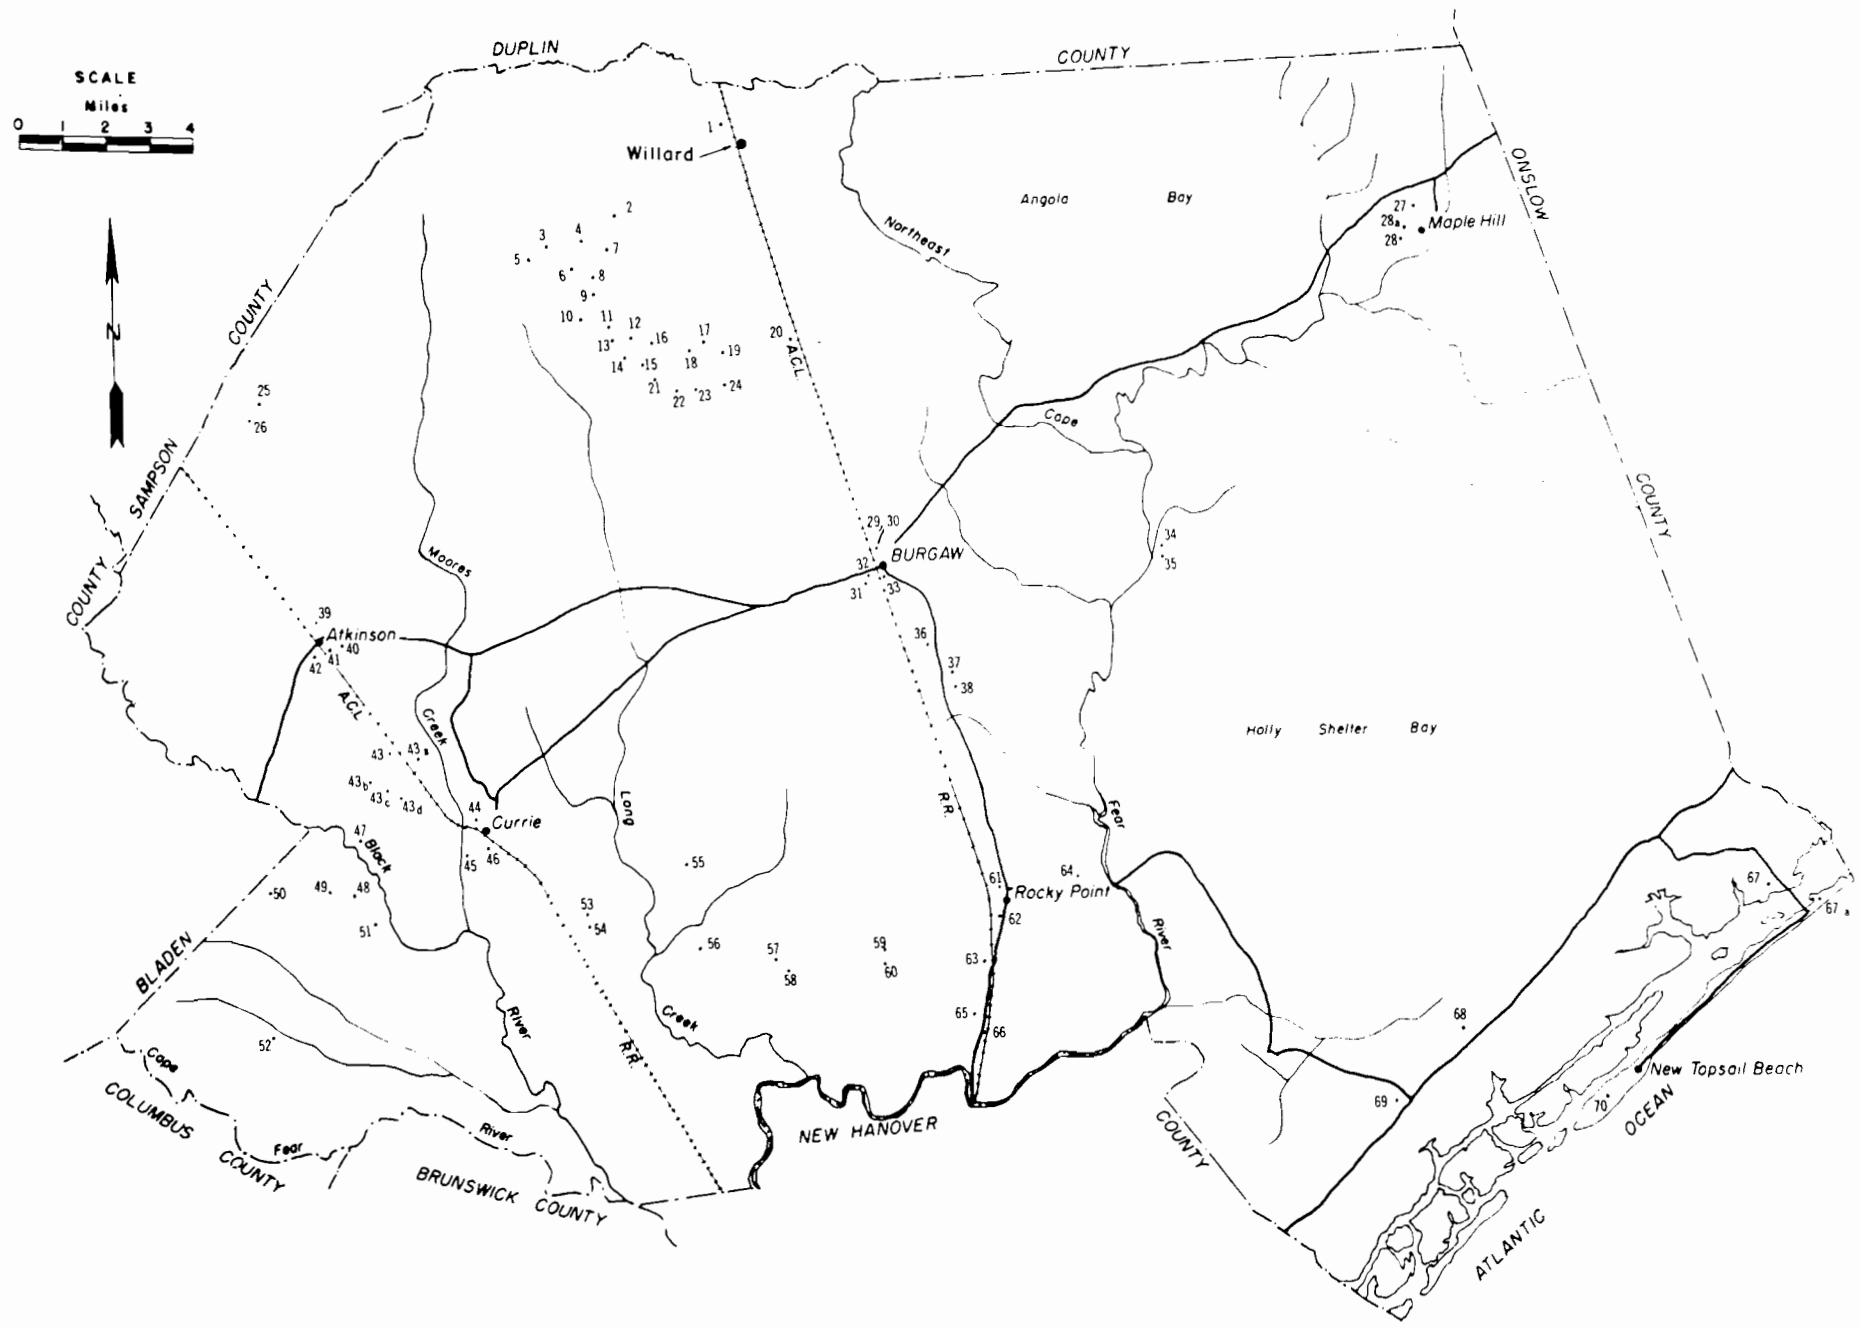 DUPLIN
COUNTY
SCALE
Miles
0 1 2 3 4
1
Willard
ONSLOW
Angola Bay
27
28a
Maple Hill
28
2
Northeast
3
4
7
5
6
8
9
N
COUNTY
10
11
12
13
16
17
20
A.C.L.
14
15
18
19
21
22
23
24
25
26
Cape
SAMPSON
COUNTY
29
30
34
35
BURGAW
32
31
33
Moores
COUNTY
39
Atkinson
40
41
42
36
37
38
A.C.L.
Creek
Holly Shelter Bay
43
43a
43b
43c
43d
44
Currie
Long
R.R.
Fear
47
Black
45
46
55
61
64
Rocky Point
67
67a
50
49
48
51
53
54
62
River
BLADEN
56
57
58
59
60
63
River
Creek
65
66
68
52
R.R.
Cape
New Topsail Beach
COLUMBUS
COUNTY
Fear
River
NEW HANOVER
COUNTY
69
70
OCEAN
BRUNSWICK COUNTY
ATLANTIC